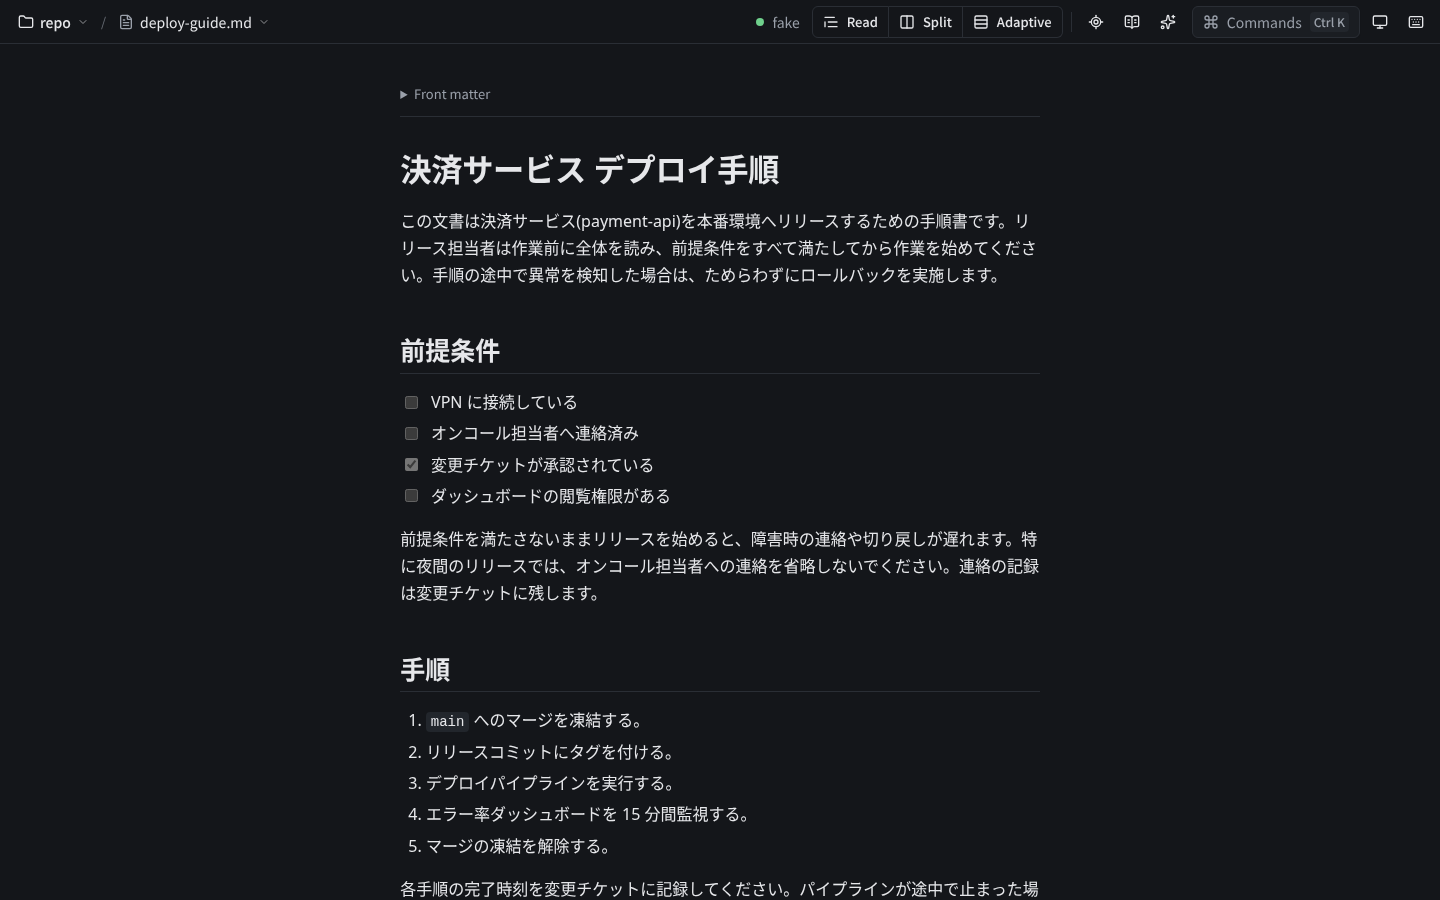 repo / deploy-guide.md fake Read Split Adaptive Commands Ctrl K
Front matter
決済サービス デプロイ手順
この文書は決済サービス(payment-api)を本番環境へリリースするための手順書です。リ
リース担当者は作業前に全体を読み、前提条件をすべて満たしてから作業を始めてくださ
い。手順の途中で異常を検知した場合は、ためらわずにロールバックを実施します。
前提条件
VPN に接続している
オンコール担当者へ連絡済み
変更チケットが承認されている
ダッシュボードの閲覧権限がある
前提条件を満たさないままリリースを始めると、障害時の連絡や切り戻しが遅れます。特
に夜間のリリースでは、オンコール担当者への連絡を省略しないでください。連絡の記録
は変更チケットに残します。
手順
1. main へのマージを凍結する。
2. リリースコミットにタグを付ける。
3. デプロイパイプラインを実行する。
4. エラー率ダッシュボードを 15 分間監視する。
5. マージの凍結を解除する。
各手順の完了時刻を変更チケットに記録してください。パイプラインが途中で止まった場